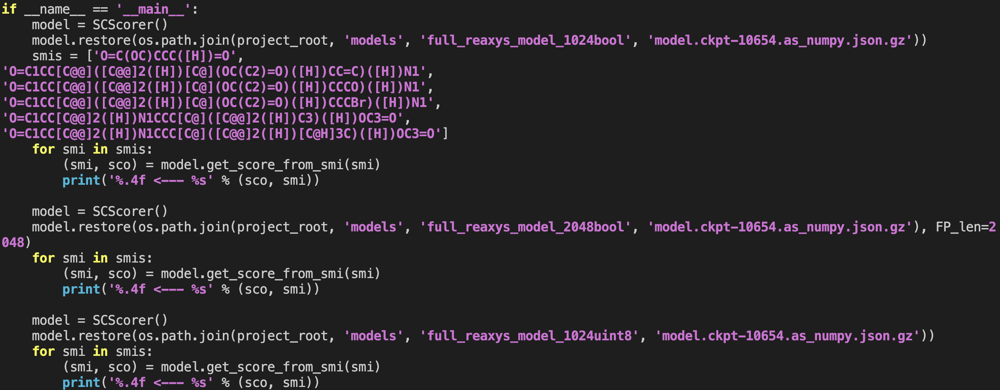 if __name__ == '__main__':
    model = SCScorer()
    model.restore(os.path.join(project_root, 'models', 'full_reaxys_model_1024bool', 'model.ckpt-10654.as_numpy.json.gz'))
    smis = ['O=C(OC)CCC([H])=O',
'O=C1CC[C@@]([C@@]2([H])[C@](OC(C2)=O)([H])CC=C)([H])N1',
'O=C1CC[C@@]([C@@]2([H])[C@](OC(C2)=O)([H])CCCO)([H])N1',
'O=C1CC[C@@]([C@@]2([H])[C@](OC(C2)=O)([H])CCCBr)([H])N1',
'O=C1CC[C@@]2([H])N1CCC[C@]([C@@]2([H])C3)([H])OC3=O',
'O=C1CC[C@@]2([H])N1CCC[C@]([C@@]2([H])[C@H]3C)([H])OC3=O']
    for smi in smis:
        (smi, sco) = model.get_score_from_smi(smi)
        print('%.4f <--- %s' % (sco, smi))

    model = SCScorer()
    model.restore(os.path.join(project_root, 'models', 'full_reaxys_model_2048bool', 'model.ckpt-10654.as_numpy.json.gz'), FP_len=2
048)
    for smi in smis:
        (smi, sco) = model.get_score_from_smi(smi)
        print('%.4f <--- %s' % (sco, smi))

    model = SCScorer()
    model.restore(os.path.join(project_root, 'models', 'full_reaxys_model_1024uint8', 'model.ckpt-10654.as_numpy.json.gz'))
    for smi in smis:
        (smi, sco) = model.get_score_from_smi(smi)
        print('%.4f <--- %s' % (sco, smi))